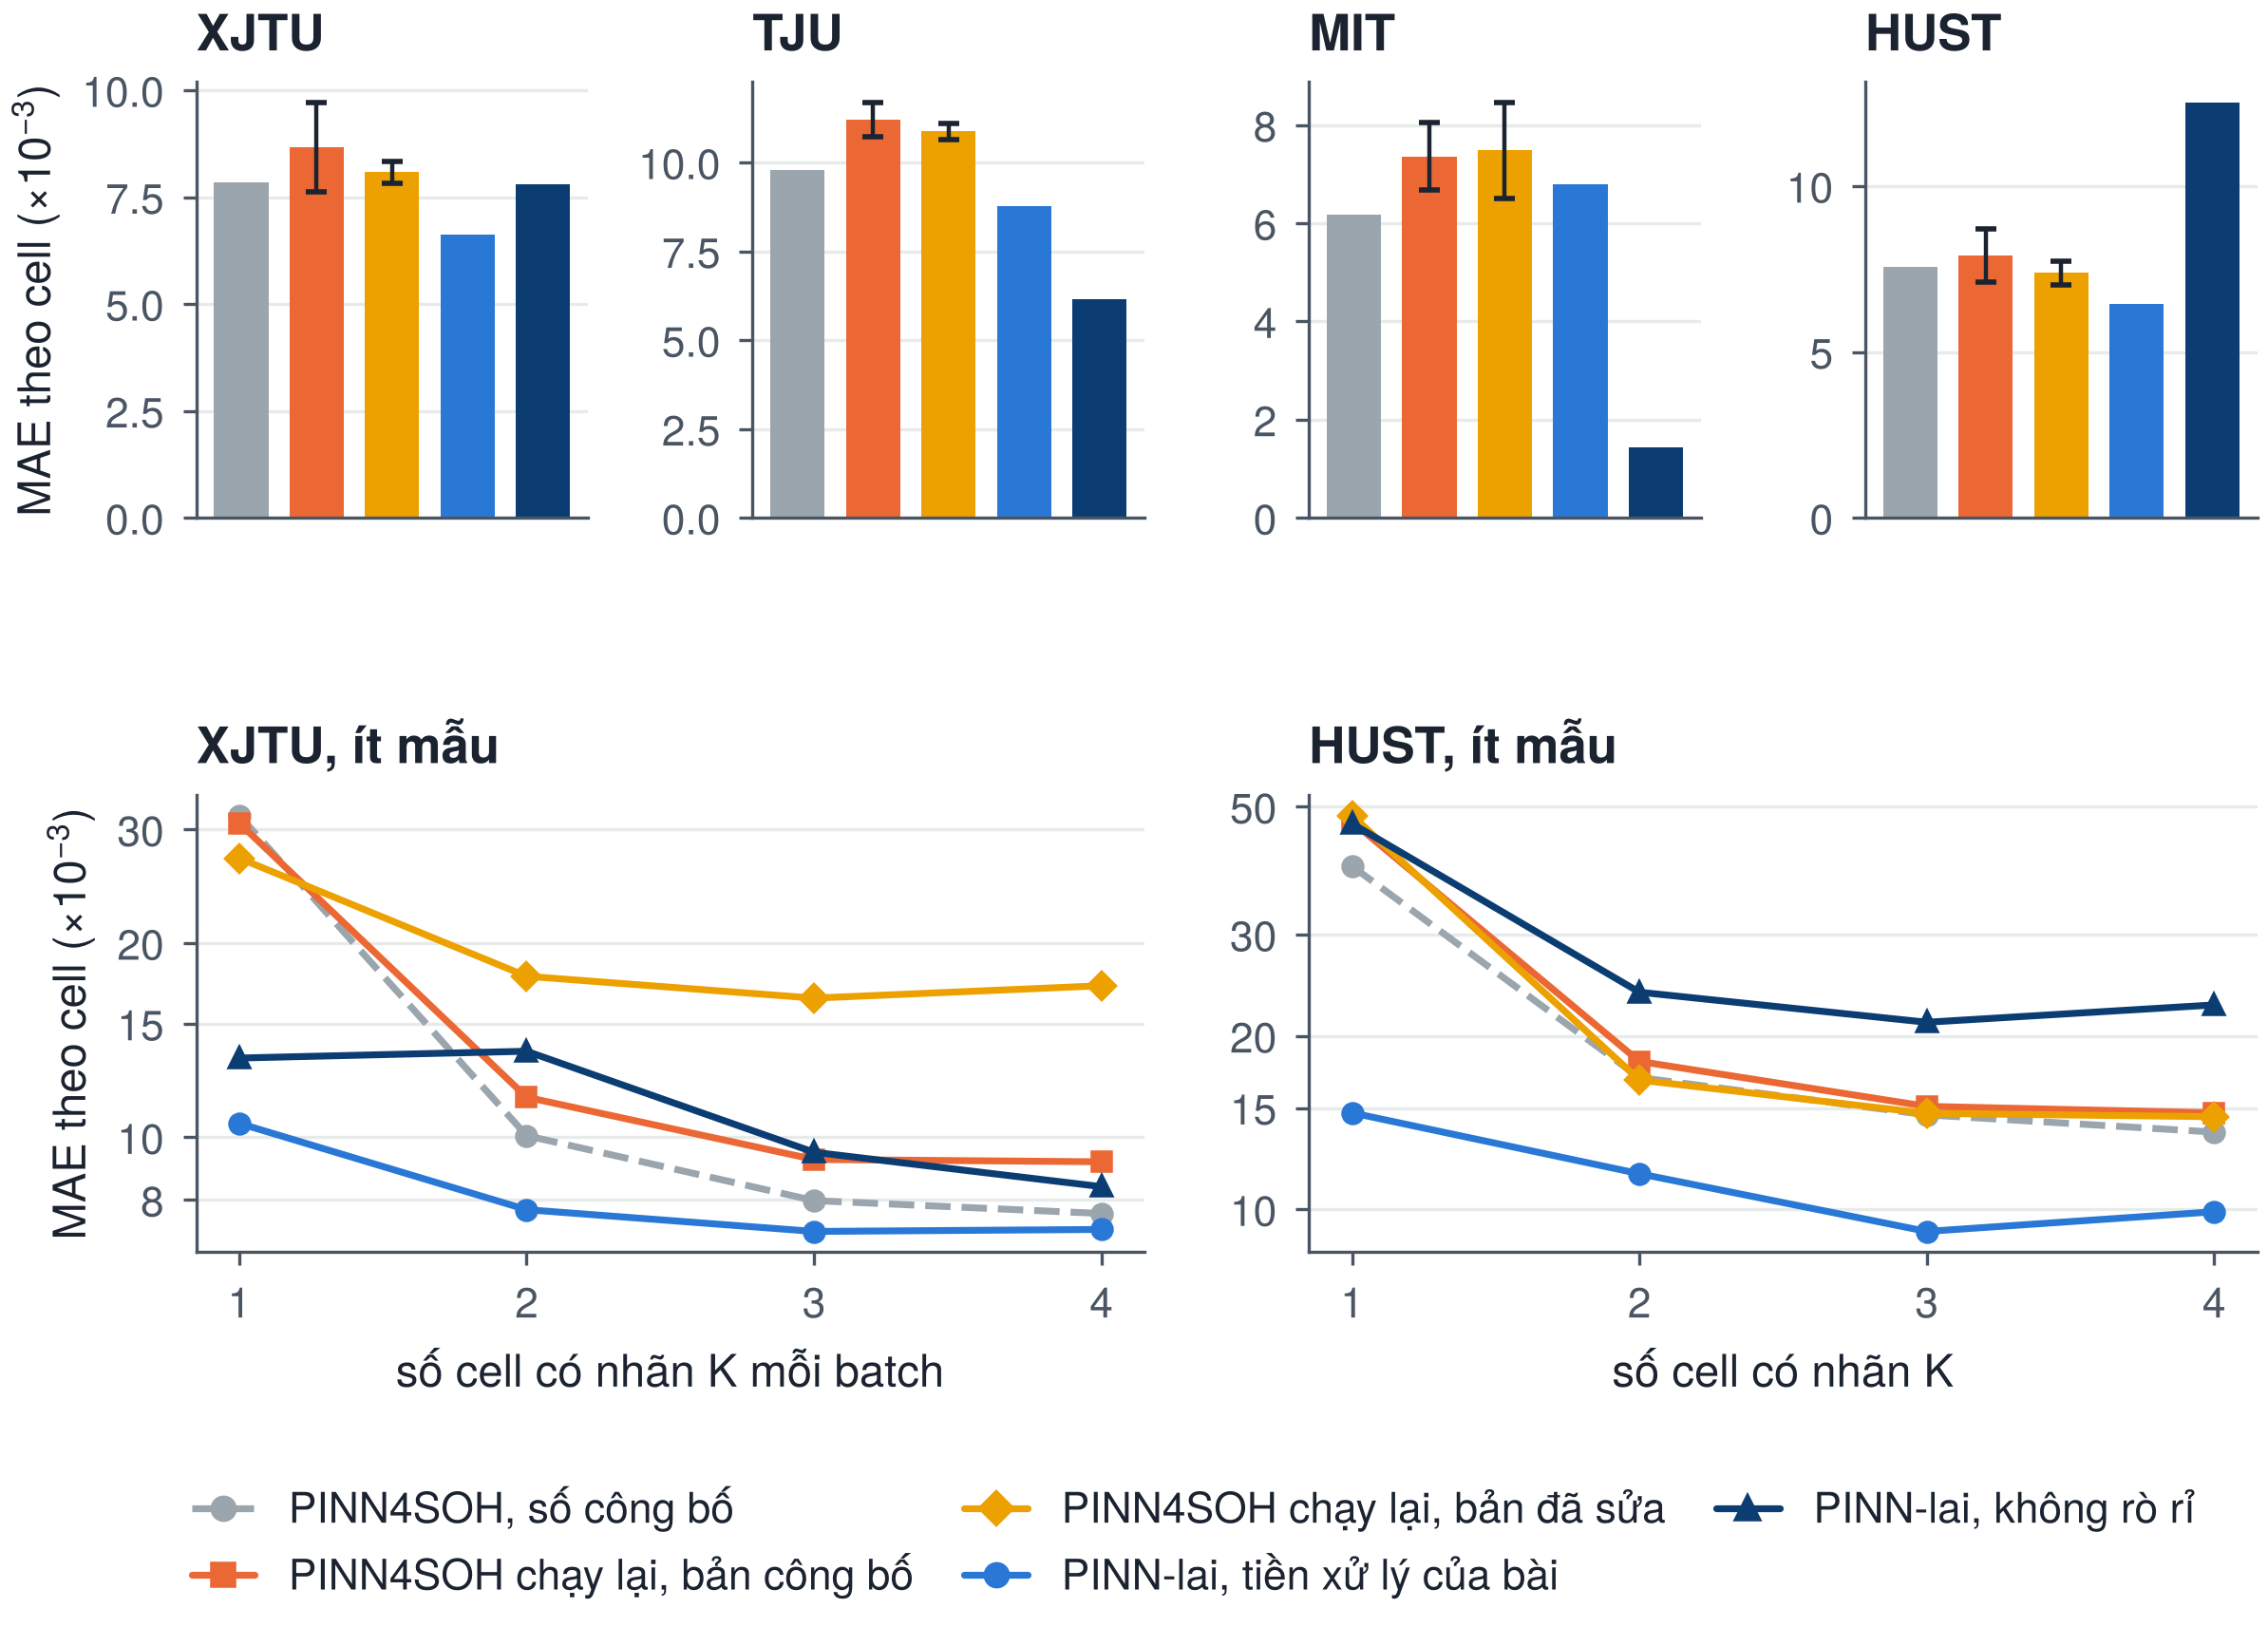 XJTU
TJU
MIT
HUST
MAE theo cell (×10⁻³)
10.0
7.5
5.0
2.5
0.0
10.0
7.5
5.0
2.5
0.0
8
6
4
2
0
10
5
0
XJTU, ít mẫu
HUST, ít mẫu
MAE theo cell (×10⁻³)
30
20
15
10
8
1
2
3
4
số cell có nhãn K mỗi batch
50
30
20
15
10
1
2
3
4
số cell có nhãn K
PINN4SOH, số công bố
PINN4SOH chạy lại, bản công bố
PINN4SOH chạy lại, bản đã sửa
PINN-lai, tiền xử lý của bài
PINN-lai, không rò rỉ